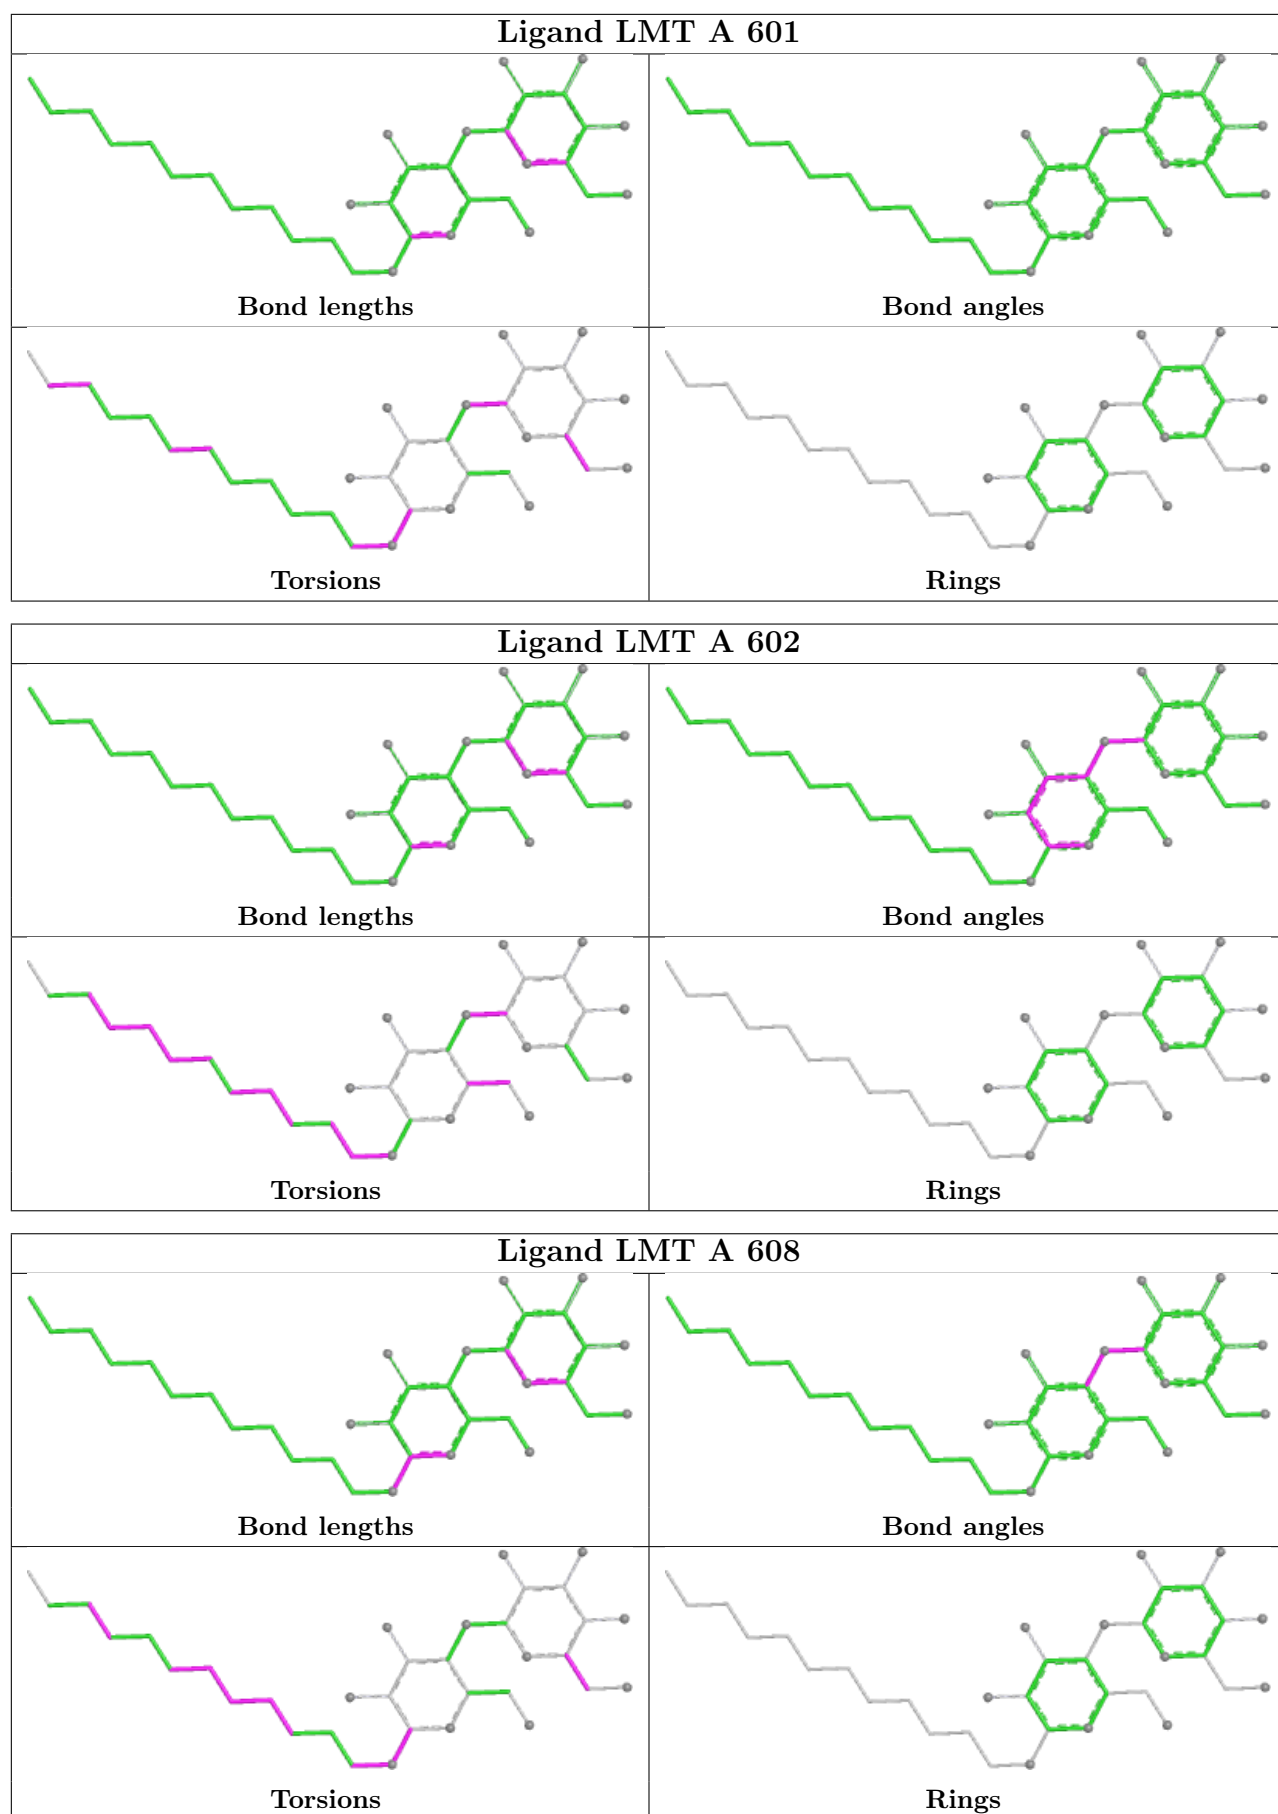 Ligand LMT A 601
Bond lengths
Bond angles
Torsions
Rings
Ligand LMT A 602
Bond lengths
Bond angles
Torsions
Rings
Ligand LMT A 608
Bond lengths
Bond angles
Torsions
Rings